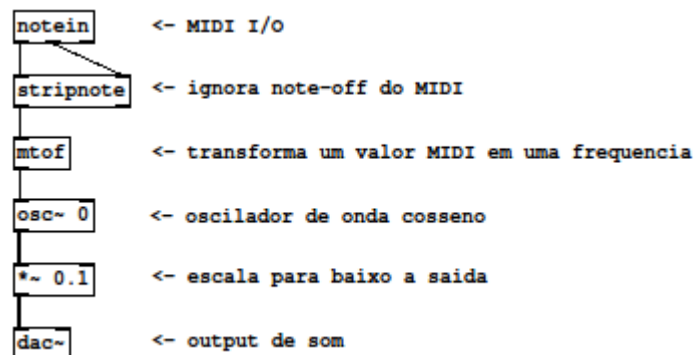 notein <- MIDI I/O
stripnote <- ignora note-off do MIDI
mtof <- transforma um valor MIDI em uma frequencia
osc~ 0 <- oscilador de onda cosseno
*~ 0.1 <- escala para baixo a saida
dac~ <- output de som